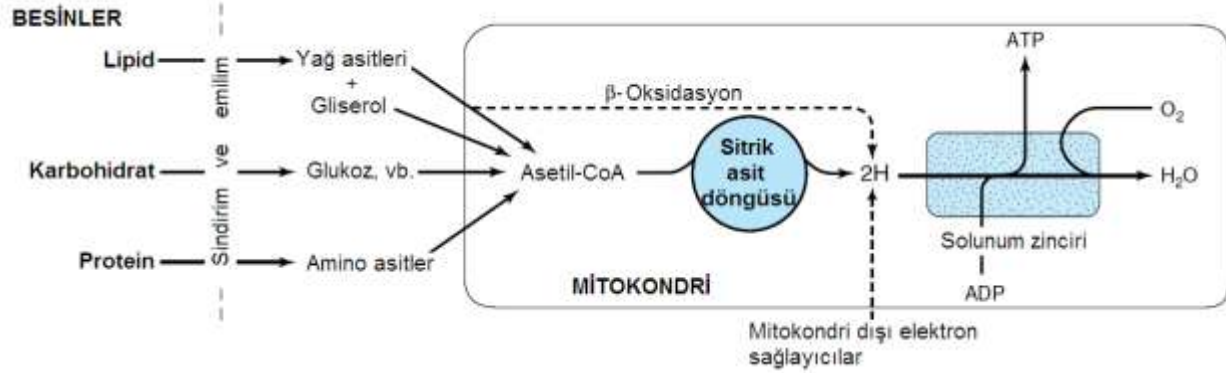 BESİNLER
Lipid
Karbohidrat
Protein
Sindirim ve emilim
Yağ asitleri
+
Gliserol
Glukoz, vb.
Amino asitler
Asetil-CoA
β-Oksidasyon
Sitrik
asit
döngüsü
2H
MİTOKONDRİ
ATP
O₂
H₂O
Solunum zinciri
ADP
Mitokondri dışı elektron
sağlayıcılar